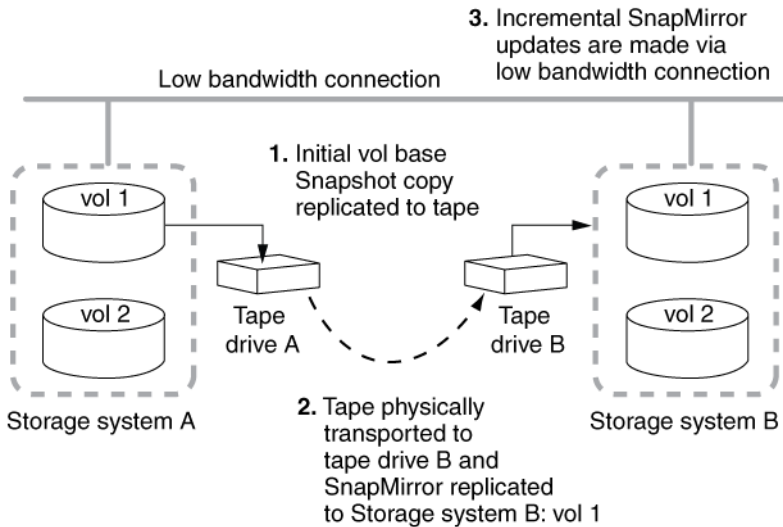 3. Incremental SnapMirror
updates are made via
low bandwidth connection
Low bandwidth connection
1. Initial vol base
Snapshot copy
replicated to tape
vol 1
vol 1
vol 2
Tape
drive A
Tape
drive B
vol 2
Storage system A
2. Tape physically
transported to
tape drive B and
SnapMirror replicated
to Storage system B: vol 1
Storage system B